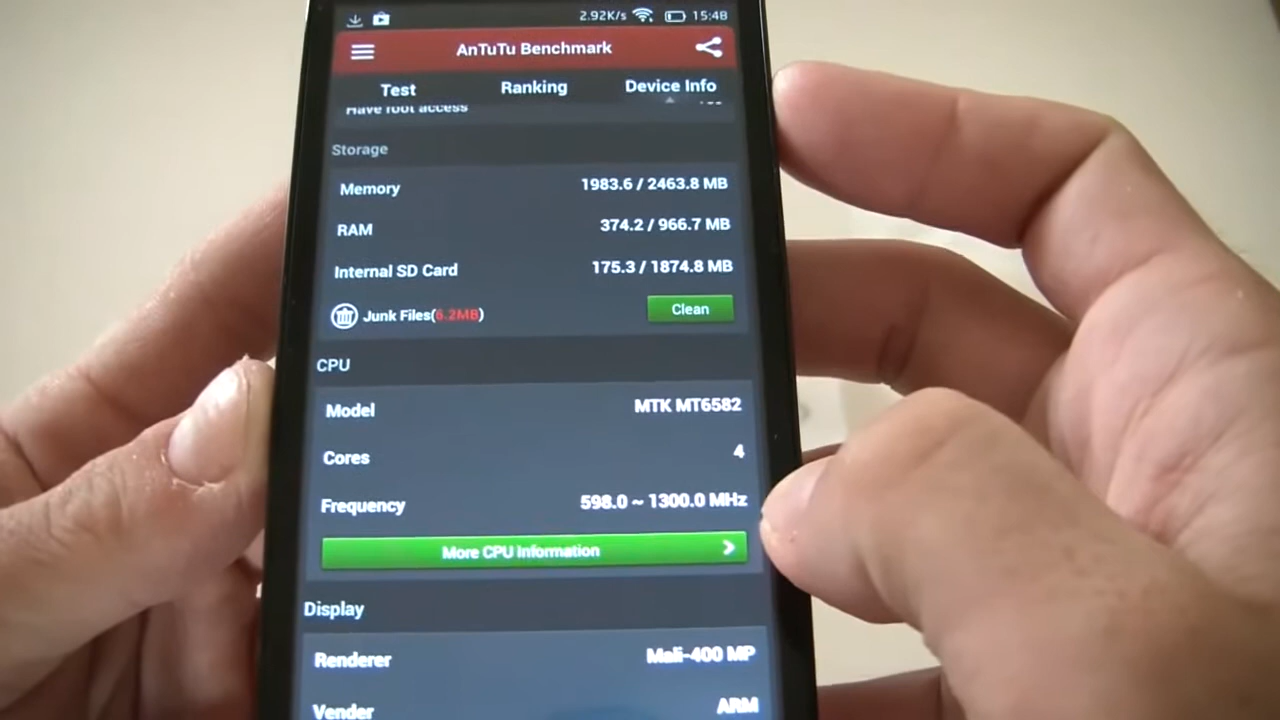 2.92K/s 15:48
AnTuTu Benchmark
Test Ranking Device Info
Have root access
Storage
Memory 1983.6 / 2463.8 MB
RAM 374.2 / 966.7 MB
Internal SD Card 175.3 / 1874.8 MB
Junk Files(6.2MB) Clean
CPU
Model MTK MT6582
Cores 4
Frequency 598.0 ~ 1300.0 MHz
More CPU information
Display
Renderer Mali-400 MP
Vender ARM